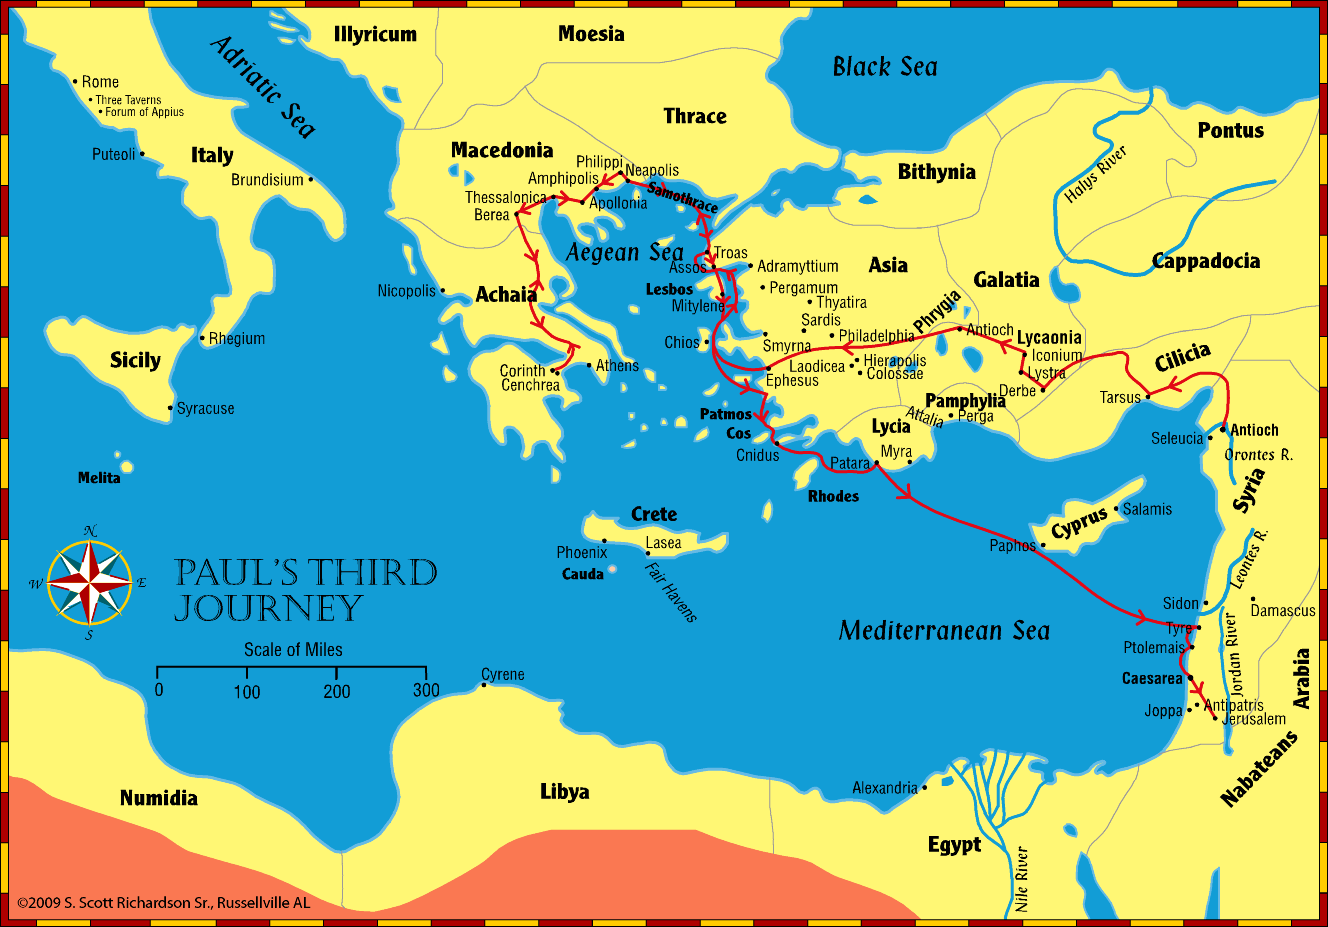 Illyricum
Moesia
Black Sea
Adriatic Sea
Rome
Three Taverns
Forum of Appius
Thrace
Pontus
Puteoli
Italy
Macedonia
Bithynia
Halys River
Brundisium
Philippi
Neapolis
Amphipolis
Samothrace
Thessalonica
Apollonia
Berea
Aegean Sea
Troas
Assos
Adramyttium
Asia
Galatia
Cappadocia
Nicopolis
Achaia
Lesbos
Mitylene
Pergamum
Thyatira
Sardis
Phrygia
Philadelphia
Antioch
Lycaonia
Rhegium
Chios
Smyrna
Iconium
Cilicia
Sicily
Corinth
Cenchrea
Athens
Ephesus
Laodicea
Hierapolis
Colossae
Lystra
Derbe
Tarsus
Syracuse
Patmos
Cos
Pamphylia
Attalia
Perga
Lycia
Cnidus
Patara
Myra
Seleucia
Antioch
Orontes R.
Melita
Rhodes
Syria
Crete
Cyprus
Salamis
Phoenix
Lasea
Paphos
Cauda
Fair Havens
Leontes R.
N
W
E
S
PAUL'S THIRD
JOURNEY
Sidon
Damascus
Tyre
Mediterranean Sea
Ptolemais
Jordan River
Scale of Miles
0 100 200 300
Cyrene
Caesarea
Arabia
Joppa
Antipatris
Jerusalem
Nabateans
Numidia
Libya
Alexandria
Egypt
Nile River
©2009 S. Scott Richardson Sr., Russellville AL